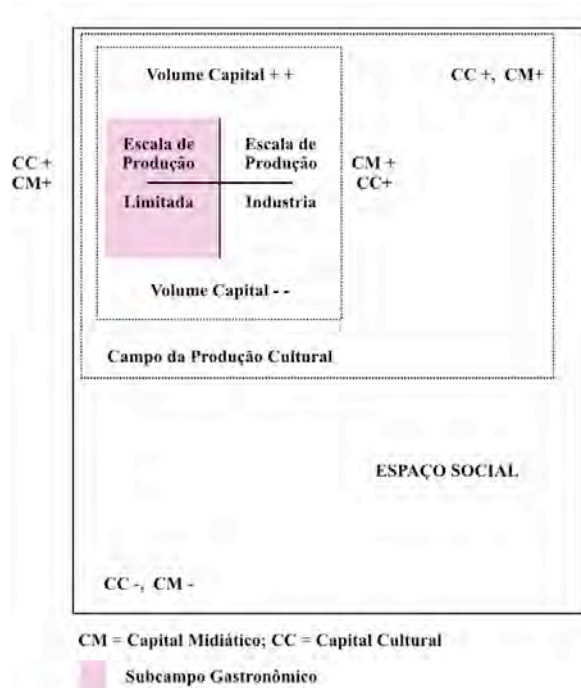 Volume Capital + +
CC +, CM+
Escala de
Produção
Limitada
Escala de
Produção
Industria
CC +
CM+
CM +
CC+
Volume Capital - -
Campo da Produção Cultural
ESPAÇO SOCIAL
CC -, CM -
CM = Capital Midiático; CC = Capital Cultural
Subcampo Gastronômico